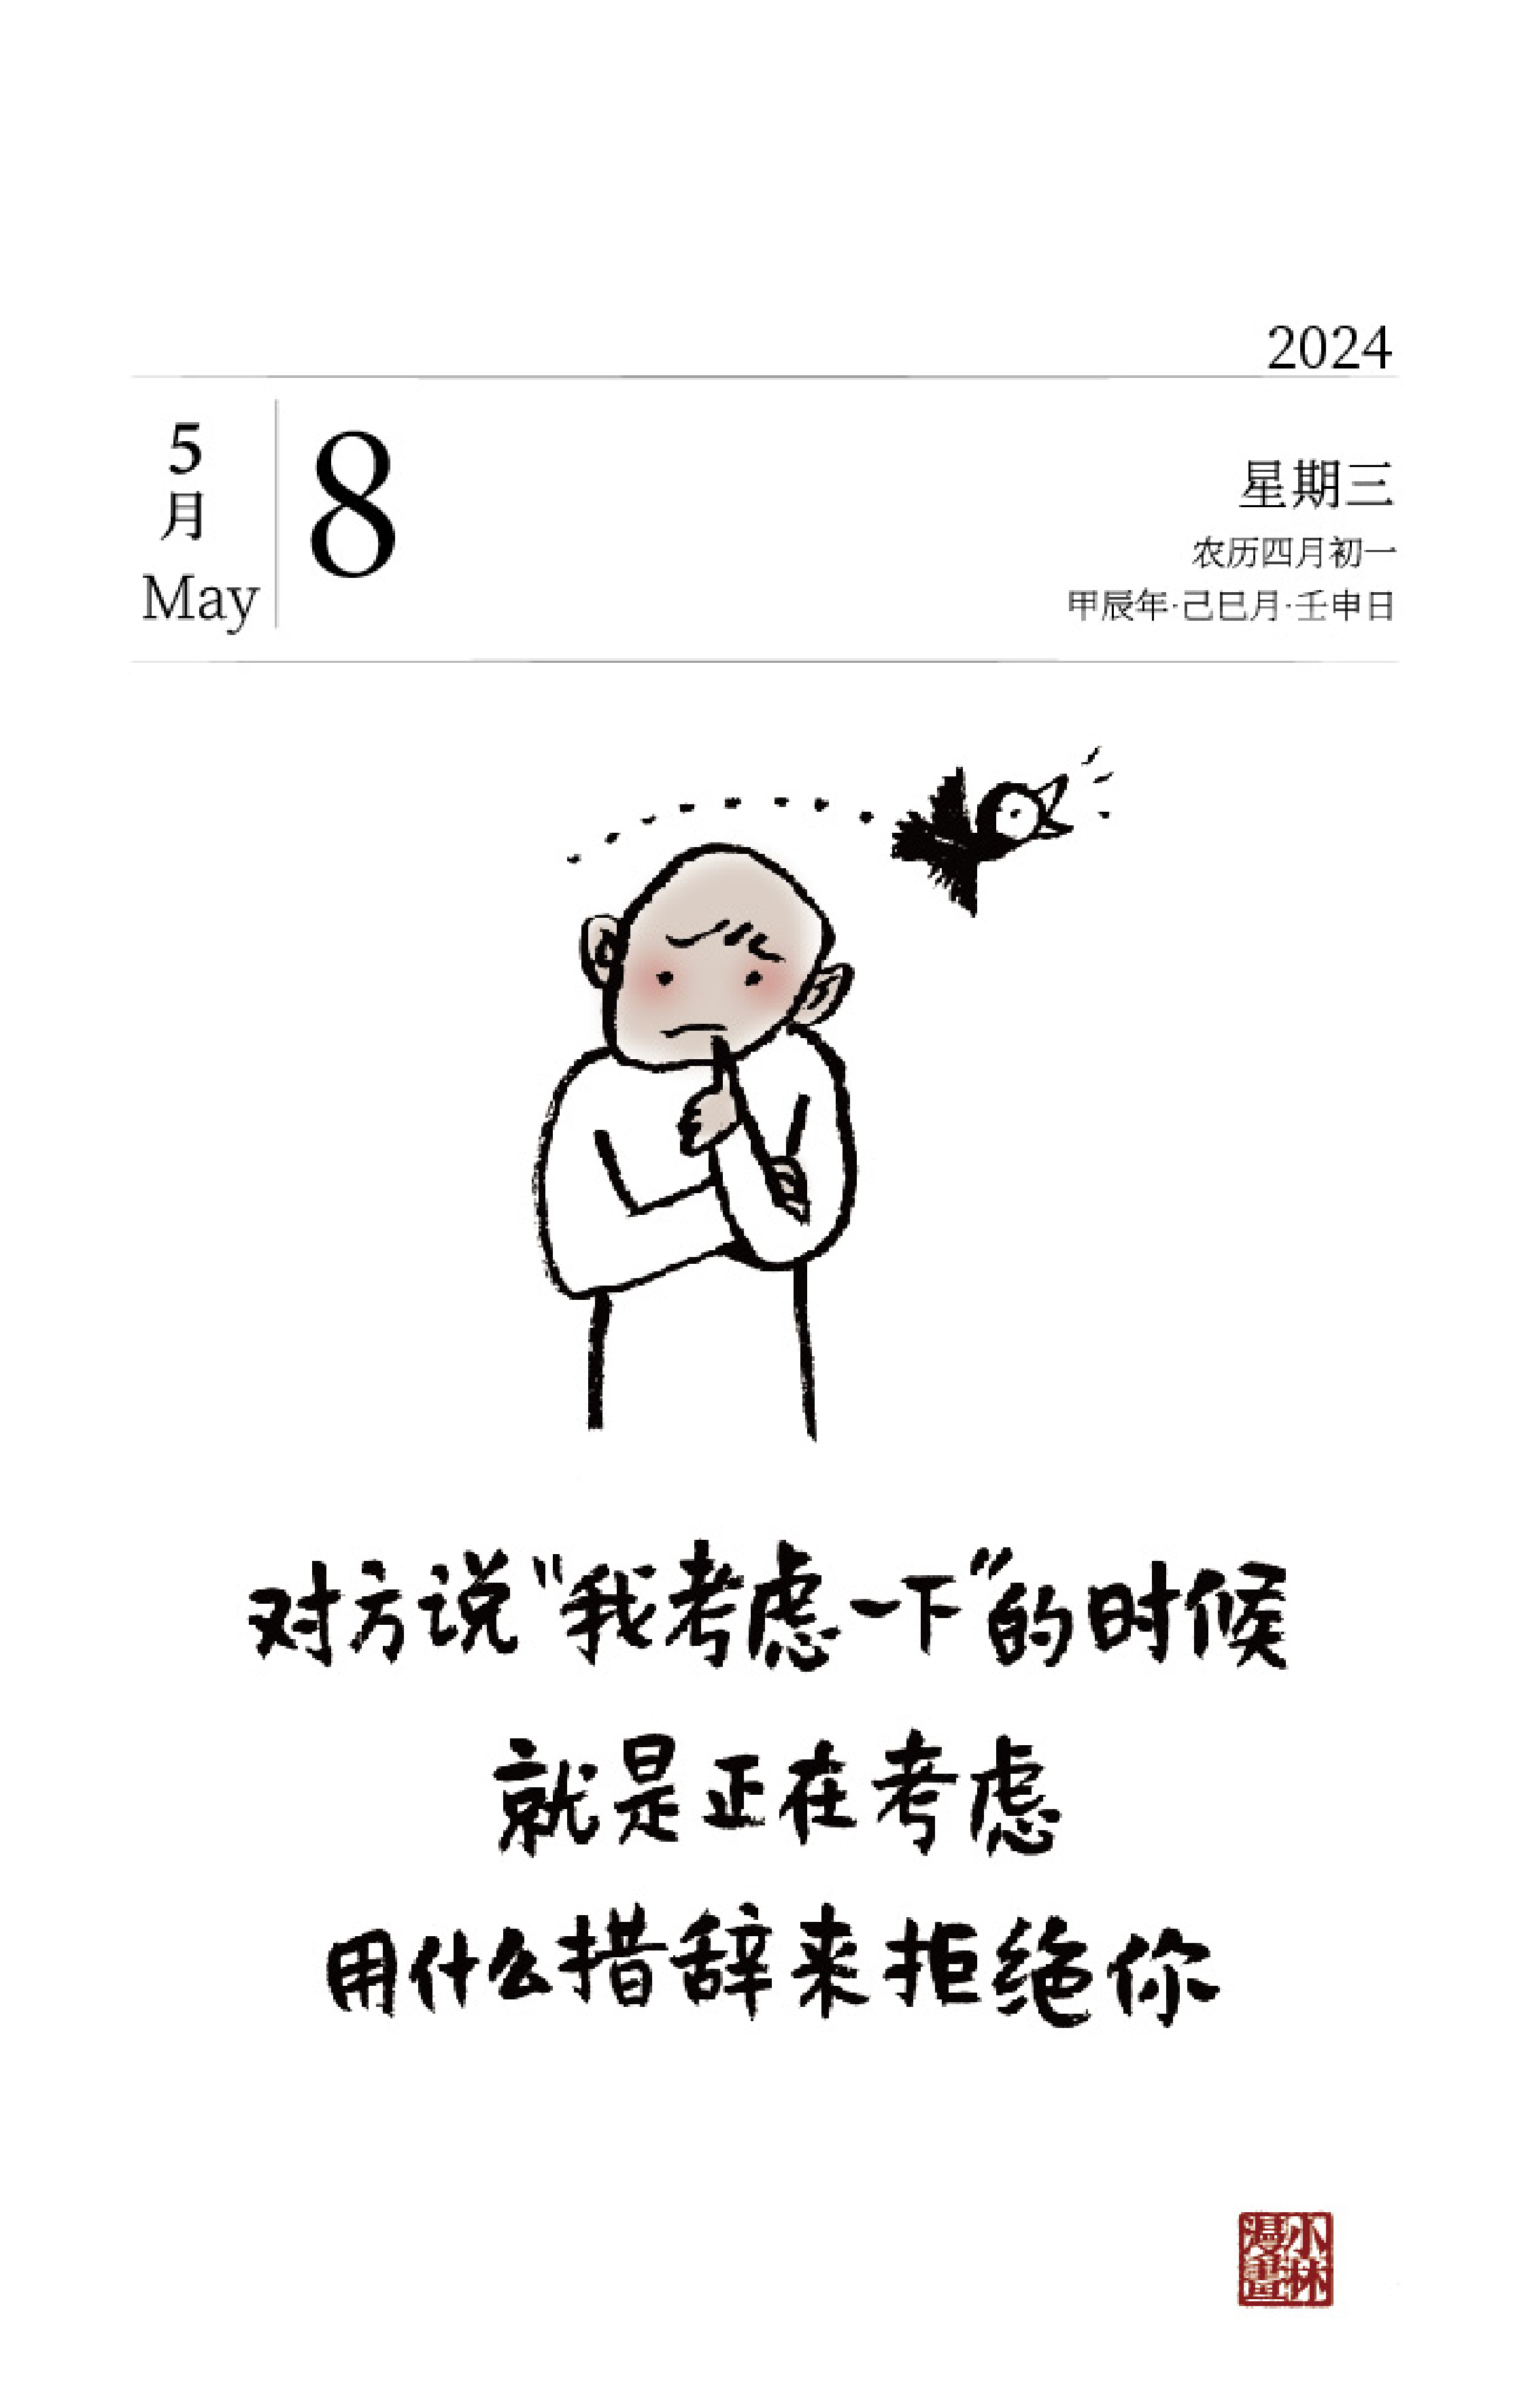 2024
5
月
May
8
星期三
农历四月初一
甲辰年·己巳月·壬申日
对方说“我考虑一下”的时候
就是正在考虑
用什么措辞来拒绝你
小林
漫畫